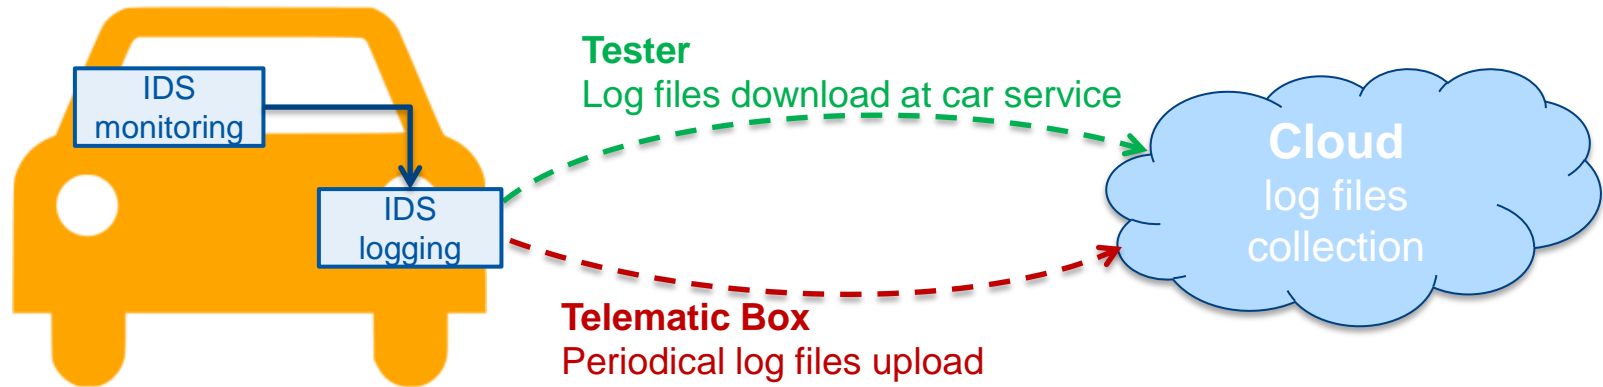 IDS
monitoring
IDS
logging
Tester
Log files download at car service
Telematic Box
Periodical log files upload
Cloud
log files
collection